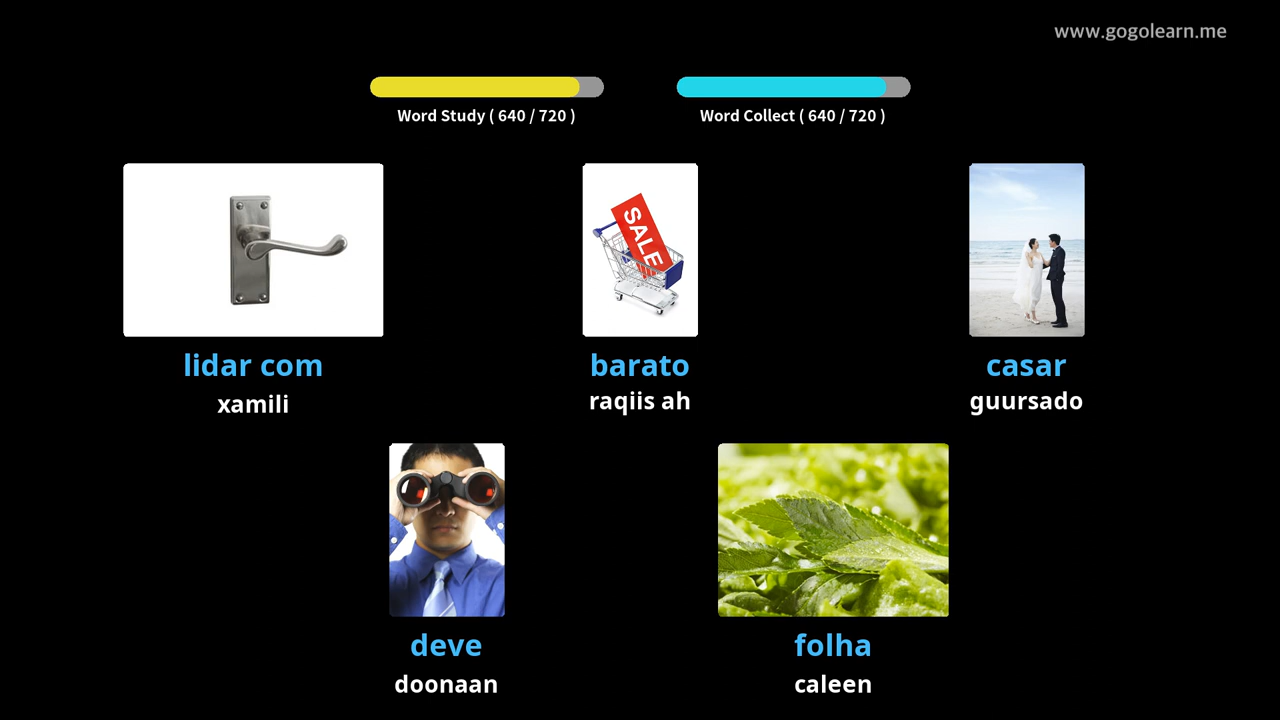 www.gogolearn.me
Word Study ( 640 / 720 )
Word Collect ( 640 / 720 )
SALE
lidar com
xamili
barato
raqiis ah
casar
guursado
deve
doonaan
folha
caleen